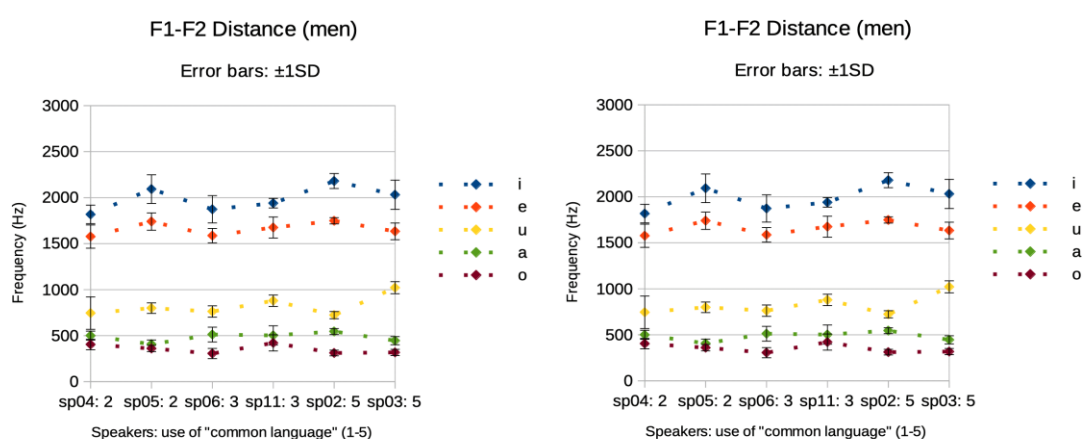 F1-F2 Distance (men)
Error bars: ±1SD
3000
2500
2000
1500
1000
500
0
Frequency (Hz)
sp04: 2 sp05: 2 sp06: 3 sp11: 3 sp02: 5 sp03: 5
Speakers: use of "common language" (1-5)
i
e
u
a
o
F1-F2 Distance (men)
Error bars: ±1SD
3000
2500
2000
1500
1000
500
0
Frequency (Hz)
sp04: 2 sp05: 2 sp06: 3 sp11: 3 sp02: 5 sp03: 5
Speakers: use of "common language" (1-5)
i
e
u
a
o